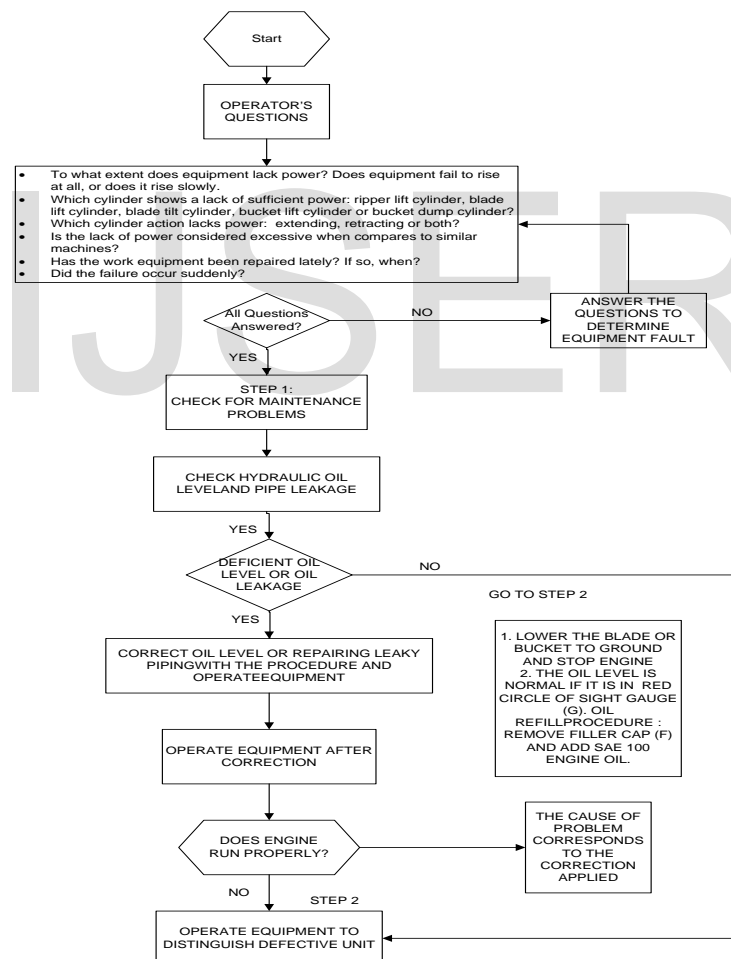 Start
OPERATOR'S
QUESTIONS
• To what extent does equipment lack power? Does equipment fail to rise
at all, or does it rise slowly.
• Which cylinder shows a lack of sufficient power: ripper lift cylinder, blade
lift cylinder, blade tilt cylinder, bucket lift cylinder or bucket dump cylinder?
• Which cylinder action lacks power: extending, retracting or both?
• Is the lack of power considered excessive when compares to similar
machines?
• Has the work equipment been repaired lately? If so, when?
• Did the failure occur suddenly?
IJSER
All Questions
Answered?
NO
ANSWER THE
QUESTIONS TO
DETERMINE
EQUIPMENT FAULT
YES
STEP 1:
CHECK FOR MAINTENANCE
PROBLEMS
CHECK HYDRAULIC OIL
LEVELAND PIPE LEAKAGE
YES
DEFICIENT OIL
LEVEL OR OIL
LEAKAGE
NO
GO TO STEP 2
YES
CORRECT OIL LEVEL OR REPAIRING LEAKY
PIPINGWITH THE PROCEDURE AND
OPERATEEQUIPMENT
1. LOWER THE BLADE OR
BUCKET TO GROUND
AND STOP ENGINE
2. THE OIL LEVEL IS
NORMAL IF IT IS IN RED
CIRCLE OF SIGHT GAUGE
(G). OIL
REFILLPROCEDURE :
REMOVE FILLER CAP (F)
AND ADD SAE 100
ENGINE OIL.
OPERATE EQUIPMENT AFTER
CORRECTION
DOES ENGINE
RUN PROPERLY?
THE CAUSE OF
PROBLEM
CORRESPONDS
TO THE
CORRECTION
APPLIED
NO
STEP 2
OPERATE EQUIPMENT TO
DISTINGUISH DEFECTIVE UNIT